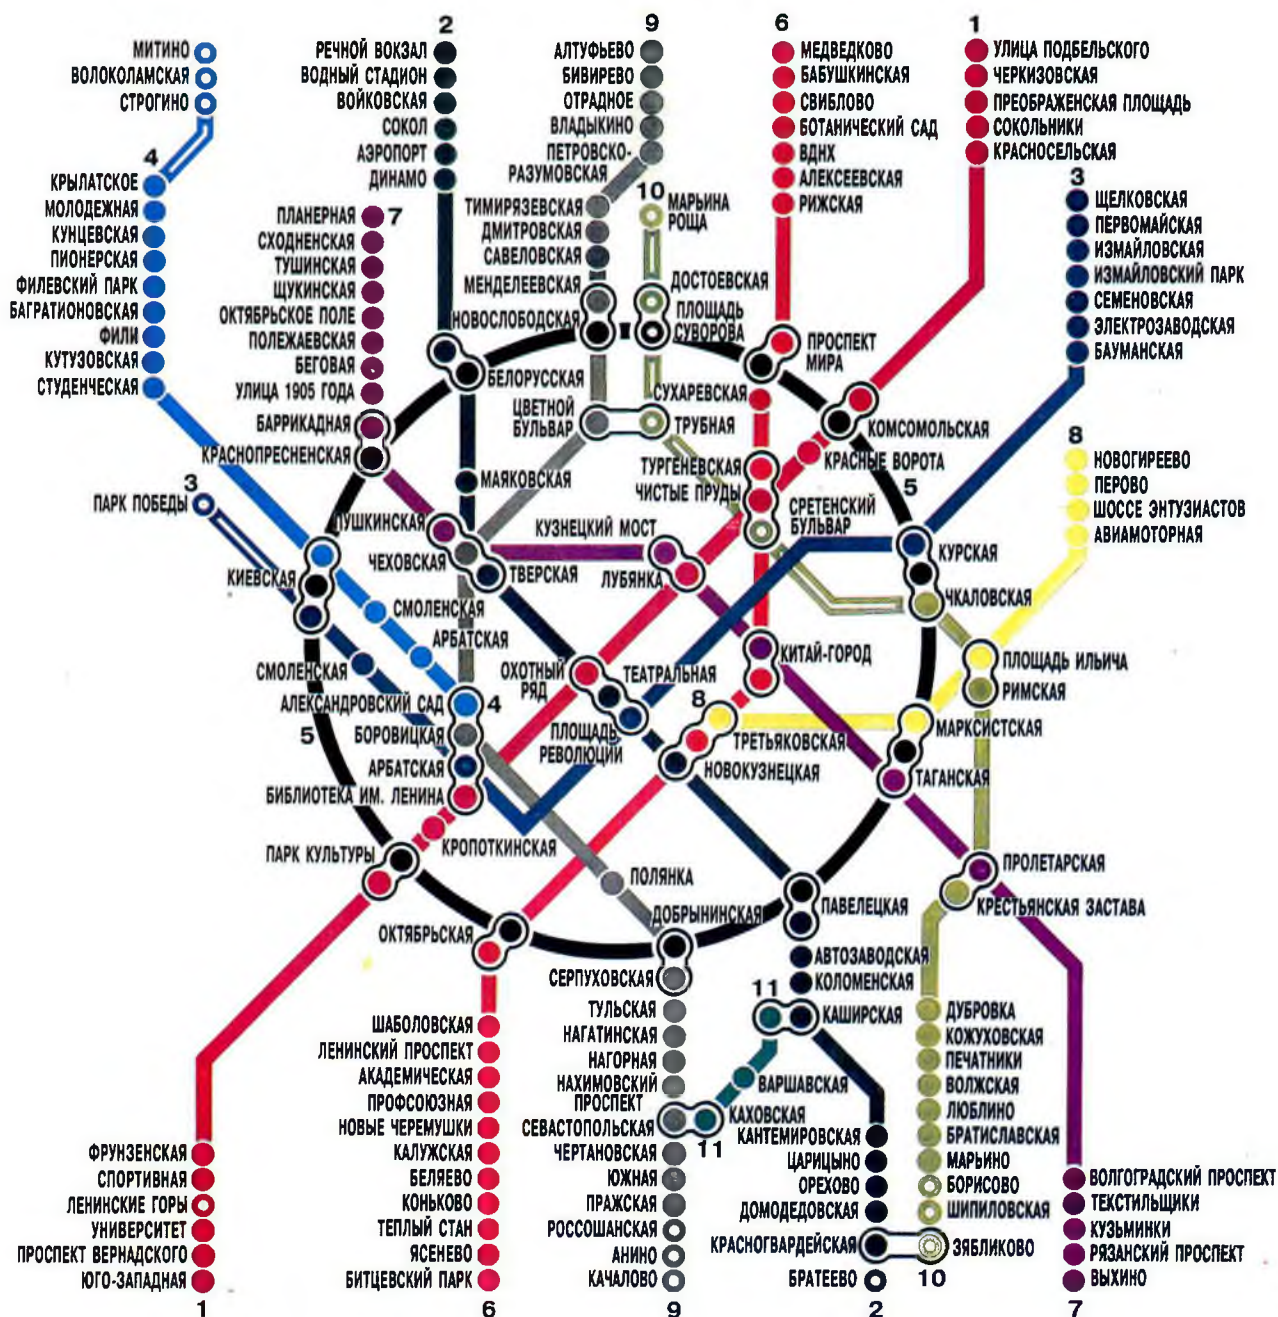 2
9
6
1
МИТИНО
ВОЛОКОЛАМСКАЯ
СТРОГИНО
4
КРЫЛАТСКОЕ
МОЛОДЕЖНАЯ
КУНЦЕВСКАЯ
ПИОНЕРСКАЯ
ФИЛЕВСКИЙ ПАРК
БАГРАТИОНОВСКАЯ
ФИЛИ
КУТУЗОВСКАЯ
СТУДЕНЧЕСКАЯ
РЕЧНОЙ ВОКЗАЛ
ВОДНЫЙ СТАДИОН
ВОЙКОВСКАЯ
СОКОЛ
АЭРОПОРТ
ДИНАМО
7
ПЛАНЕРНАЯ
СХОДНЕНСКАЯ
ТУШИНСКАЯ
ЩУКИНСКАЯ
ОКТЯБРЬСКОЕ ПОЛЕ
ПОЛЕЖАЕВСКАЯ
БЕГОВАЯ
УЛИЦА 1905 ГОДА
БАРРИКАДНАЯ
КРАСНОПРЕСНЕНСКАЯ
АЛТУФЬЕВО
БИВИРЕВО
ОТРАДНОЕ
ВЛАДЫКИНО
ПЕТРОВСКО-
РАЗУМОВСКАЯ
ТИМИРЯЗЕВСКАЯ
ДМИТРОВСКАЯ
САВЕЛОВСКАЯ
МЕНДЕЛЕЕВСКАЯ
НОВОСЛОБОДСКАЯ
10
МАРЬИНА
РОЩА
ДОСТОЕВСКАЯ
ПЛОЩАДЬ
СУВОРОВА
МЕДВЕДКОВО
БАБУШКИНСКАЯ
СВИБЛОВО
БОТАНИЧЕСКИЙ САД
ВДНХ
АЛЕКСЕЕВСКАЯ
РИЖСКАЯ
ПРОСПЕКТ
МИРА
УЛИЦА ПОДБЕЛЬСКОГО
ЧЕРКИЗОВСКАЯ
ПРЕОБРАЖЕНСКАЯ ПЛОЩАДЬ
СОКОЛЬНИКИ
КРАСНОСЕЛЬСКАЯ
3
ЩЕЛКОВСКАЯ
ПЕРВОМАЙСКАЯ
ИЗМАЙЛОВСКАЯ
ИЗМАЙЛОВСКИЙ ПАРК
СЕМЕНОВСКАЯ
ЭЛЕКТРОЗАВОДСКАЯ
БАУМАНСКАЯ
БЕЛОРУССКАЯ
СУХАРЕВСКАЯ
ЦВЕТНОЙ
БУЛЬВАР
ТРУБНАЯ
КОМСОМОЛЬСКАЯ
КРАСНЫЕ ВОРОТА
8
НОВОГИРЕЕВО
ПЕРОВО
ШОССЕ ЭНТУЗИАСТОВ
АВИАМОТОРНАЯ
ТУРГЕНЕВСКАЯ
ЧИСТЫЕ ПРУДЫ
СРЕТЕНСКИЙ
БУЛЬВАР
5
МАЯКОВСКАЯ
3
ПАРК ПОБЕДЫ
ПУШКИНСКАЯ
КУЗНЕЦКИЙ МОСТ
ЧЕХОВСКАЯ
ТВЕРСКАЯ
ЛУБЯНКА
КУРСКАЯ
ЧКАЛОВСКАЯ
КИЕВСКАЯ
СМОЛЕНСКАЯ
АРБАТСКАЯ
КИТАЙ-ГОРОД
ПЛОЩАДЬ ИЛЬИЧА
РИМСКАЯ
СМОЛЕНСКАЯ
ОХОТНЫЙ
РЯД
ТЕАТРАЛЬНАЯ
АЛЕКСАНДРОВСКИЙ САД
4
БОРОВИЦКАЯ
АРБАТСКАЯ
БИБЛИОТЕКА ИМ. ЛЕНИНА
5
ПЛОЩАДЬ
РЕВОЛЮЦИИ
8
ТРЕТЬЯКОВСКАЯ
НОВОКУЗНЕЦКАЯ
МАРКСИСТСКАЯ
ТАГАНСКАЯ
КРОПОТКИНСКАЯ
ПАРК КУЛЬТУРЫ
ПОЛЯНКА
ПРОЛЕТАРСКАЯ
КРЕСТЬЯНСКАЯ ЗАСТАВА
ОКТЯБРЬСКАЯ
ДОБРЫНИНСКАЯ
ПАВЕЛЕЦКАЯ
АВТОЗАВОДСКАЯ
КОЛОМЕНСКАЯ
СЕРПУХОВСКАЯ
11
КАШИРСКАЯ
ВАРШАВСКАЯ
КАХОВСКАЯ
11
ТУЛЬСКАЯ
НАГАТИНСКАЯ
НАГОРНАЯ
НАХИМОВСКИЙ
ПРОСПЕКТ
СЕВАСТОПОЛЬСКАЯ
ЧЕРТАНОВСКАЯ
ЮЖНАЯ
ПРАЖСКАЯ
РОССОШАНСКАЯ
АНИНО
КАЧАЛОВО
9
ШАБОЛОВСКАЯ
ЛЕНИНСКИЙ ПРОСПЕКТ
АКАДЕМИЧЕСКАЯ
ПРОФСОЮЗНАЯ
НОВЫЕ ЧЕРЕМУШКИ
КАЛУЖСКАЯ
БЕЛЯЕВО
КОНЬКОВО
ТЕПЛЫЙ СТАН
ЯСЕНЕВО
БИТЦЕВСКИЙ ПАРК
6
ФРУНЗЕНСКАЯ
СПОРТИВНАЯ
ЛЕНИНСКИЕ ГОРЫ
УНИВЕРСИТЕТ
ПРОСПЕКТ ВЕРНАДСКОГО
ЮГО-ЗАПАДНАЯ
1
КАНТЕМИРОВСКАЯ
ЦАРИЦЫНО
ОРЕХОВО
ДОМОДЕДОВСКАЯ
КРАСНОГВАРДЕЙСКАЯ
БРАТЕЕВО
2
ДУБРОВКА
КОЖУХОВСКАЯ
ПЕЧАТНИКИ
ВОЛЖСКАЯ
ЛЮБЛИНО
БРАТИСЛАВСКАЯ
МАРЬИНО
БОРИСОВО
ШИПИЛОВСКАЯ
ЗЯБЛИКОВО
10
ВОЛГОГРАДСКИЙ ПРОСПЕКТ
ТЕКСТИЛЬЩИКИ
КУЗЬМИНКИ
РЯЗАНСКИЙ ПРОСПЕКТ
ВЫХИНО
7